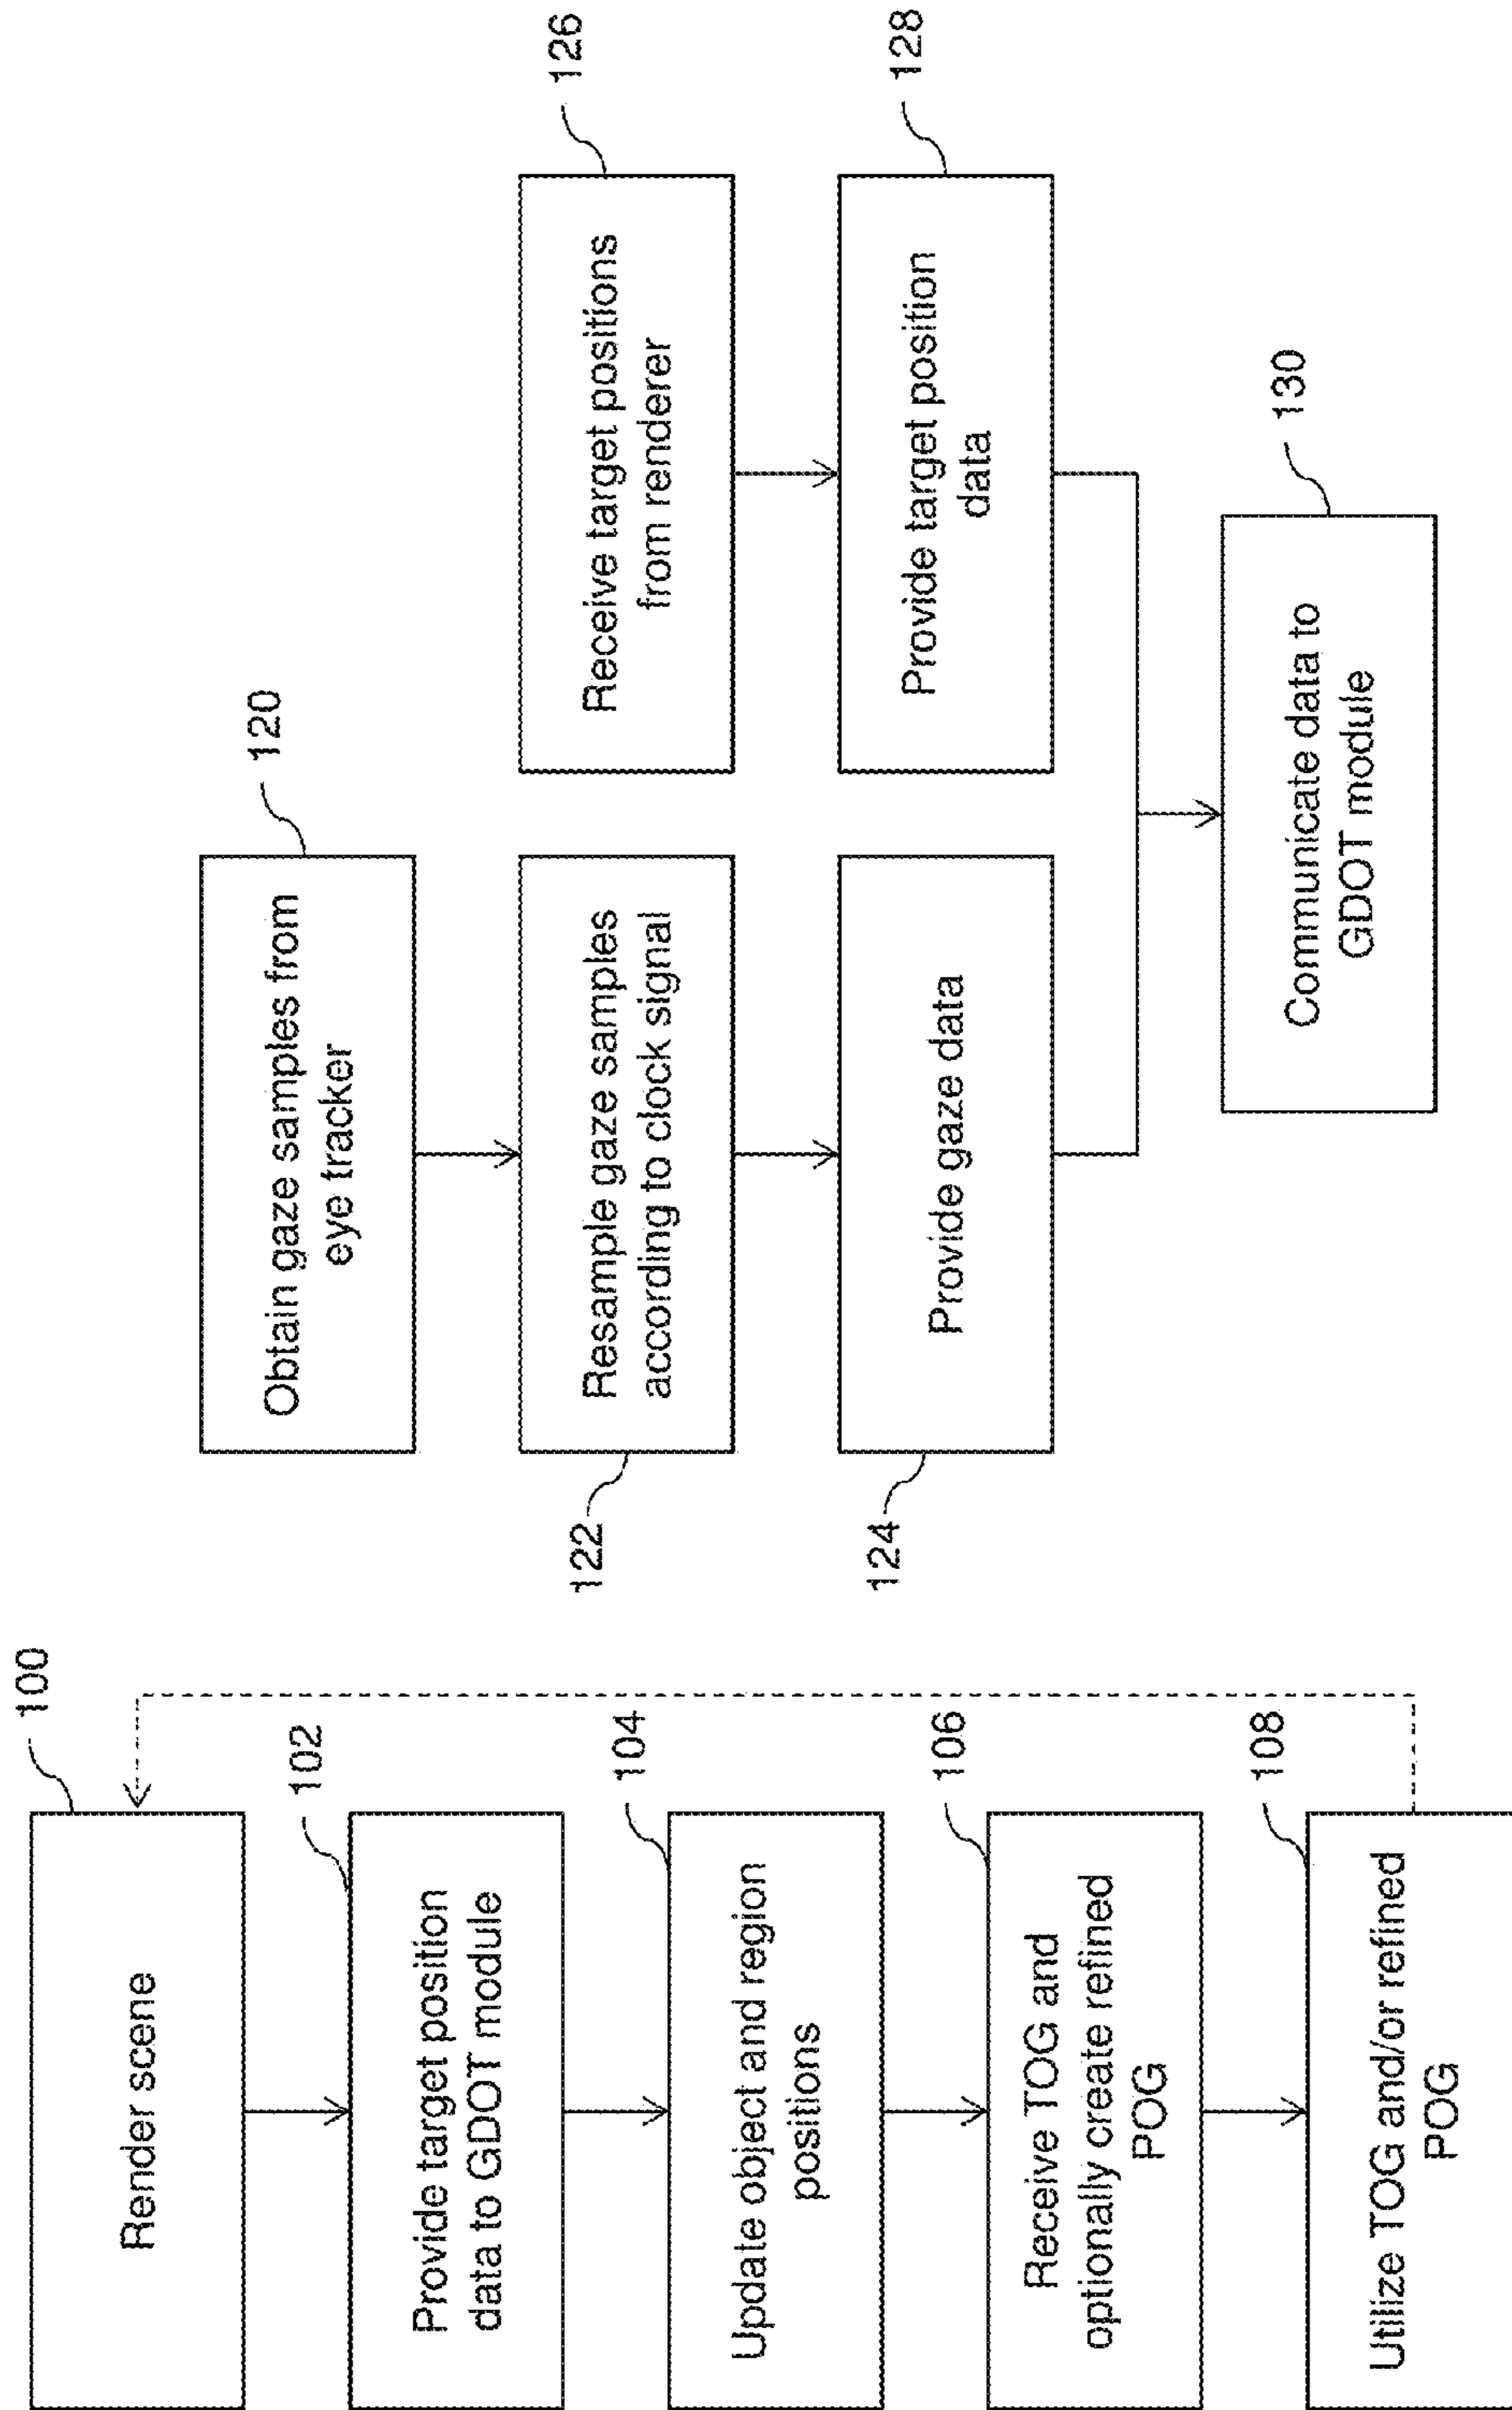 100
Render scene
102
Provide target position
data to GDOT module
104
Update object and region
positions
106
Receive TOG and
optionally create refined
POG
108
Utilize TOG and/or refined
POG
120
Obtain gaze samples from
eye tracker
122
Resample gaze samples
according to clock signal
124
Provide gaze data
126
Receive target positions
from renderer
128
Provide target position
data
130
Communicate data to
GDOT module